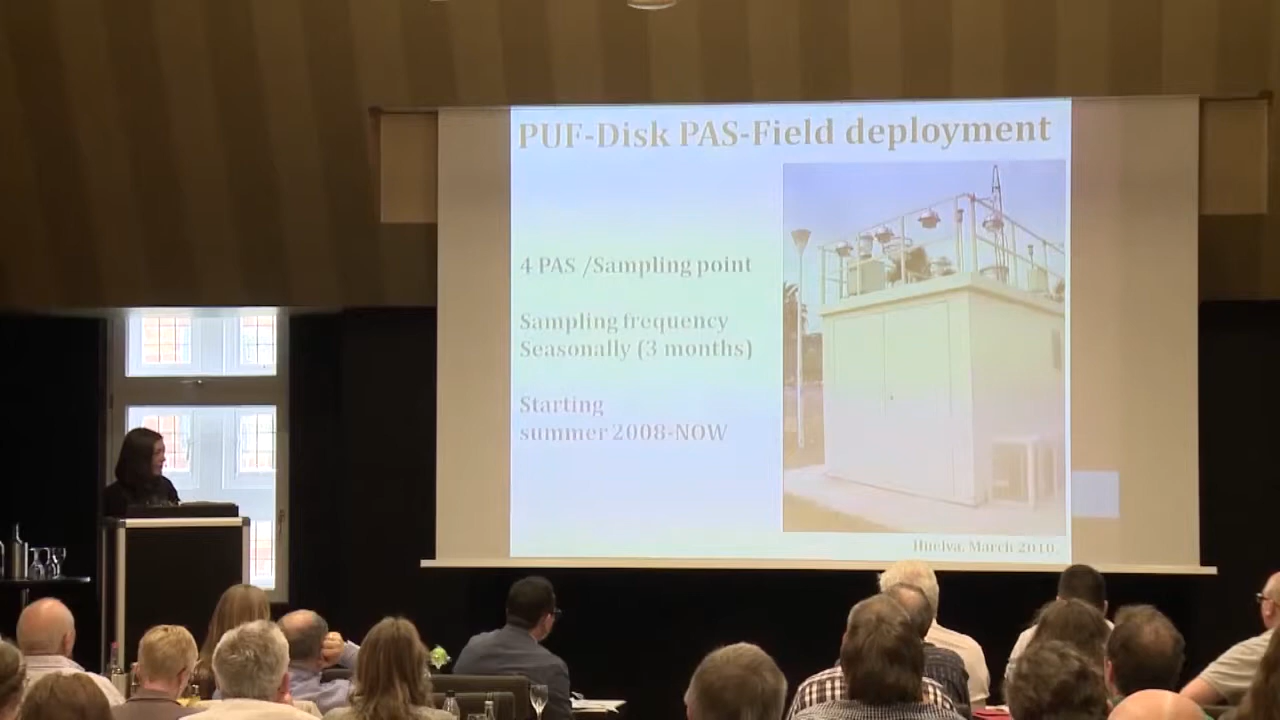 PUF-Disk PAS-Field deployment
4 PAS /Sampling point
Sampling frequency
Seasonally (3 months)
Starting
summer 2008-NOW
Huelva, March 2010.